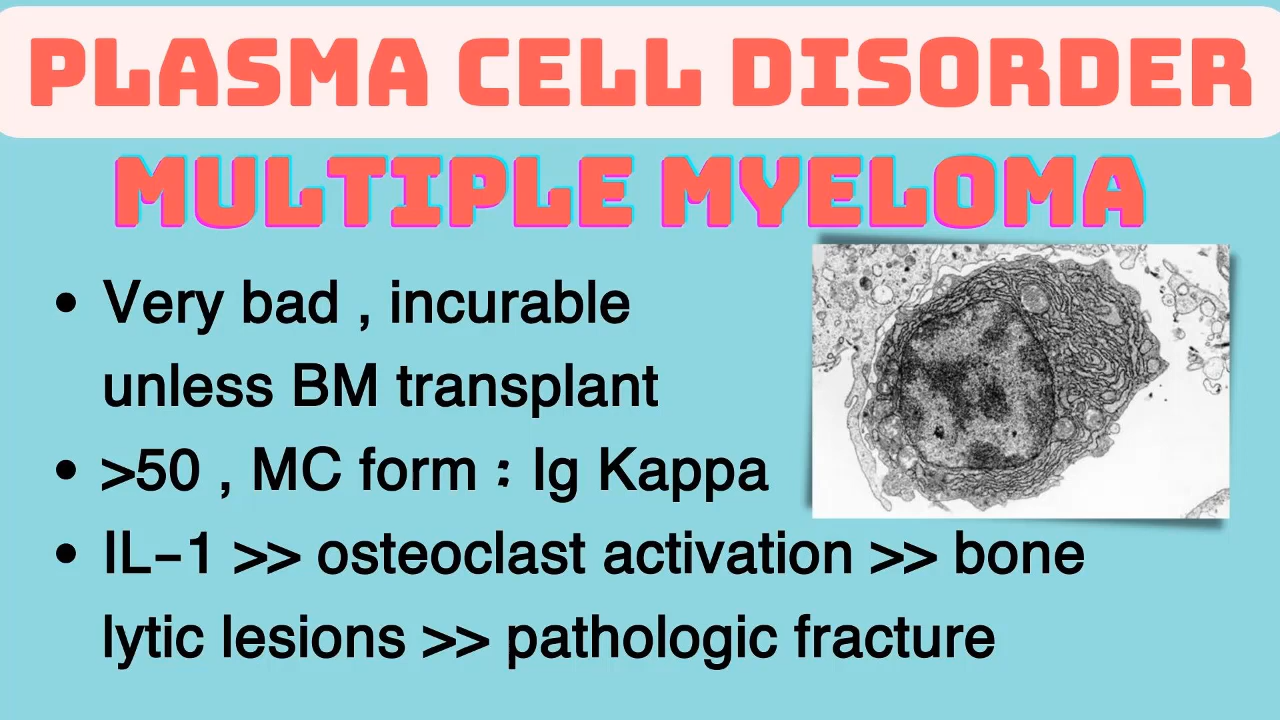 PLASMA CELL DISORDER
MULTIPLE MYELOMA
• Very bad , incurable
unless BM transplant
• >50 , MC form : Ig Kappa
• IL-1 >> osteoclast activation >> bone
lytic lesions >> pathologic fracture